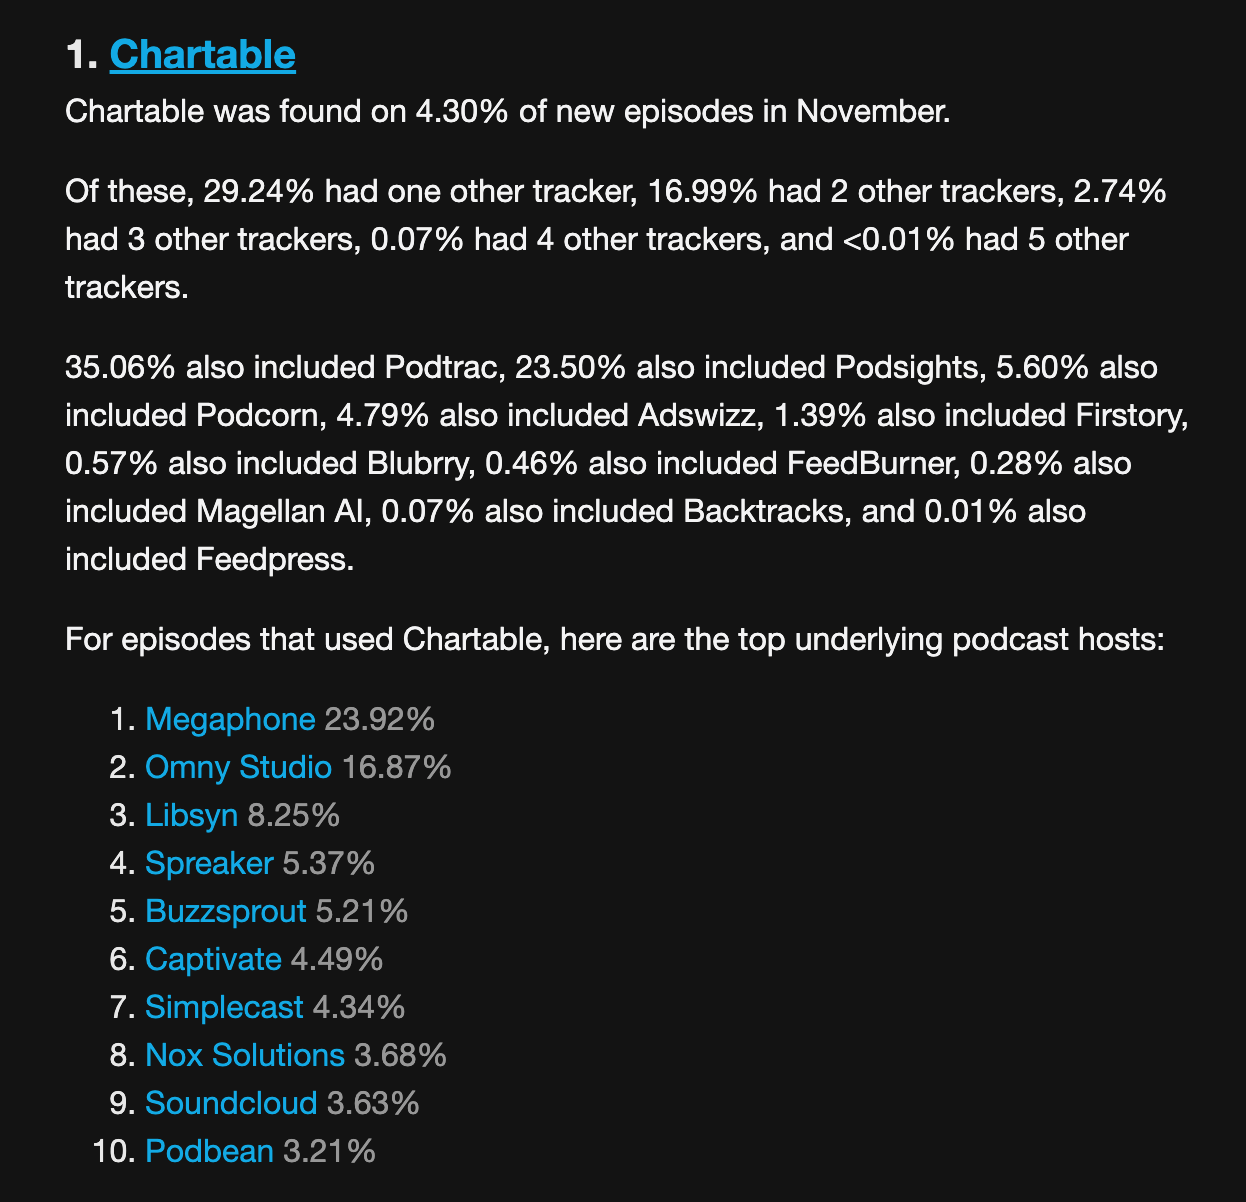 1. Chartable
Chartable was found on 4.30% of new episodes in November.
Of these, 29.24% had one other tracker, 16.99% had 2 other trackers, 2.74%
had 3 other trackers, 0.07% had 4 other trackers, and <0.01% had 5 other
trackers.
35.06% also included Podtrac, 23.50% also included Podsights, 5.60% also
included Podcorn, 4.79% also included Adswizz, 1.39% also included Firstory,
0.57% also included Blubrry, 0.46% also included FeedBurner, 0.28% also
included Magellan AI, 0.07% also included Backtracks, and 0.01% also
included Feedpress.
For episodes that used Chartable, here are the top underlying podcast hosts:
1. Megaphone 23.92%
2. Omny Studio 16.87%
3. Libsyn 8.25%
4. Spreaker 5.37%
5. Buzzsprout 5.21%
6. Captivate 4.49%
7. Simplecast 4.34%
8. Nox Solutions 3.68%
9. Soundcloud 3.63%
10. Podbean 3.21%